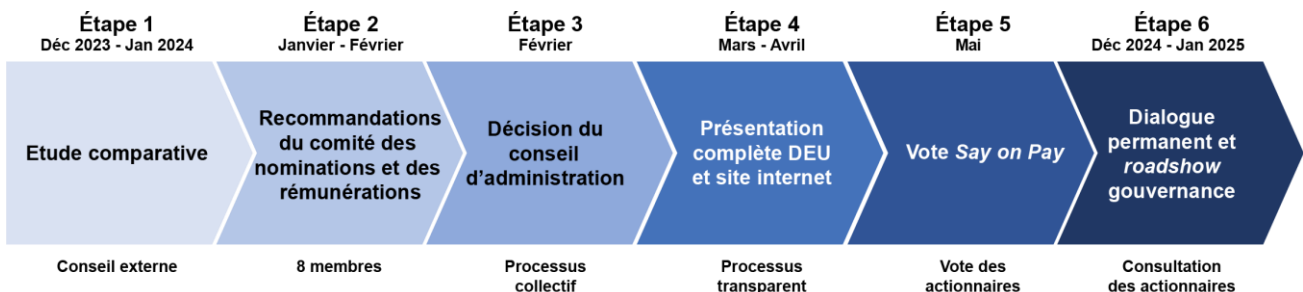 Étape 1
Déc 2023 - Jan 2024
Etude comparative
Conseil externe
Étape 2
Janvier - Février
Recommandations
du comité des
nominations et des
rémunérations
8 membres
Étape 3
Février
Décision du
conseil
d’administration
Processus
collectif
Étape 4
Mars - Avril
Présentation
complète DEU
et site internet
Processus
transparent
Étape 5
Mai
Vote Say on Pay
Vote des
actionnaires
Étape 6
Déc 2024 - Jan 2025
Dialogue
permanent et
roadshow
gouvernance
Consultation
des actionnaires